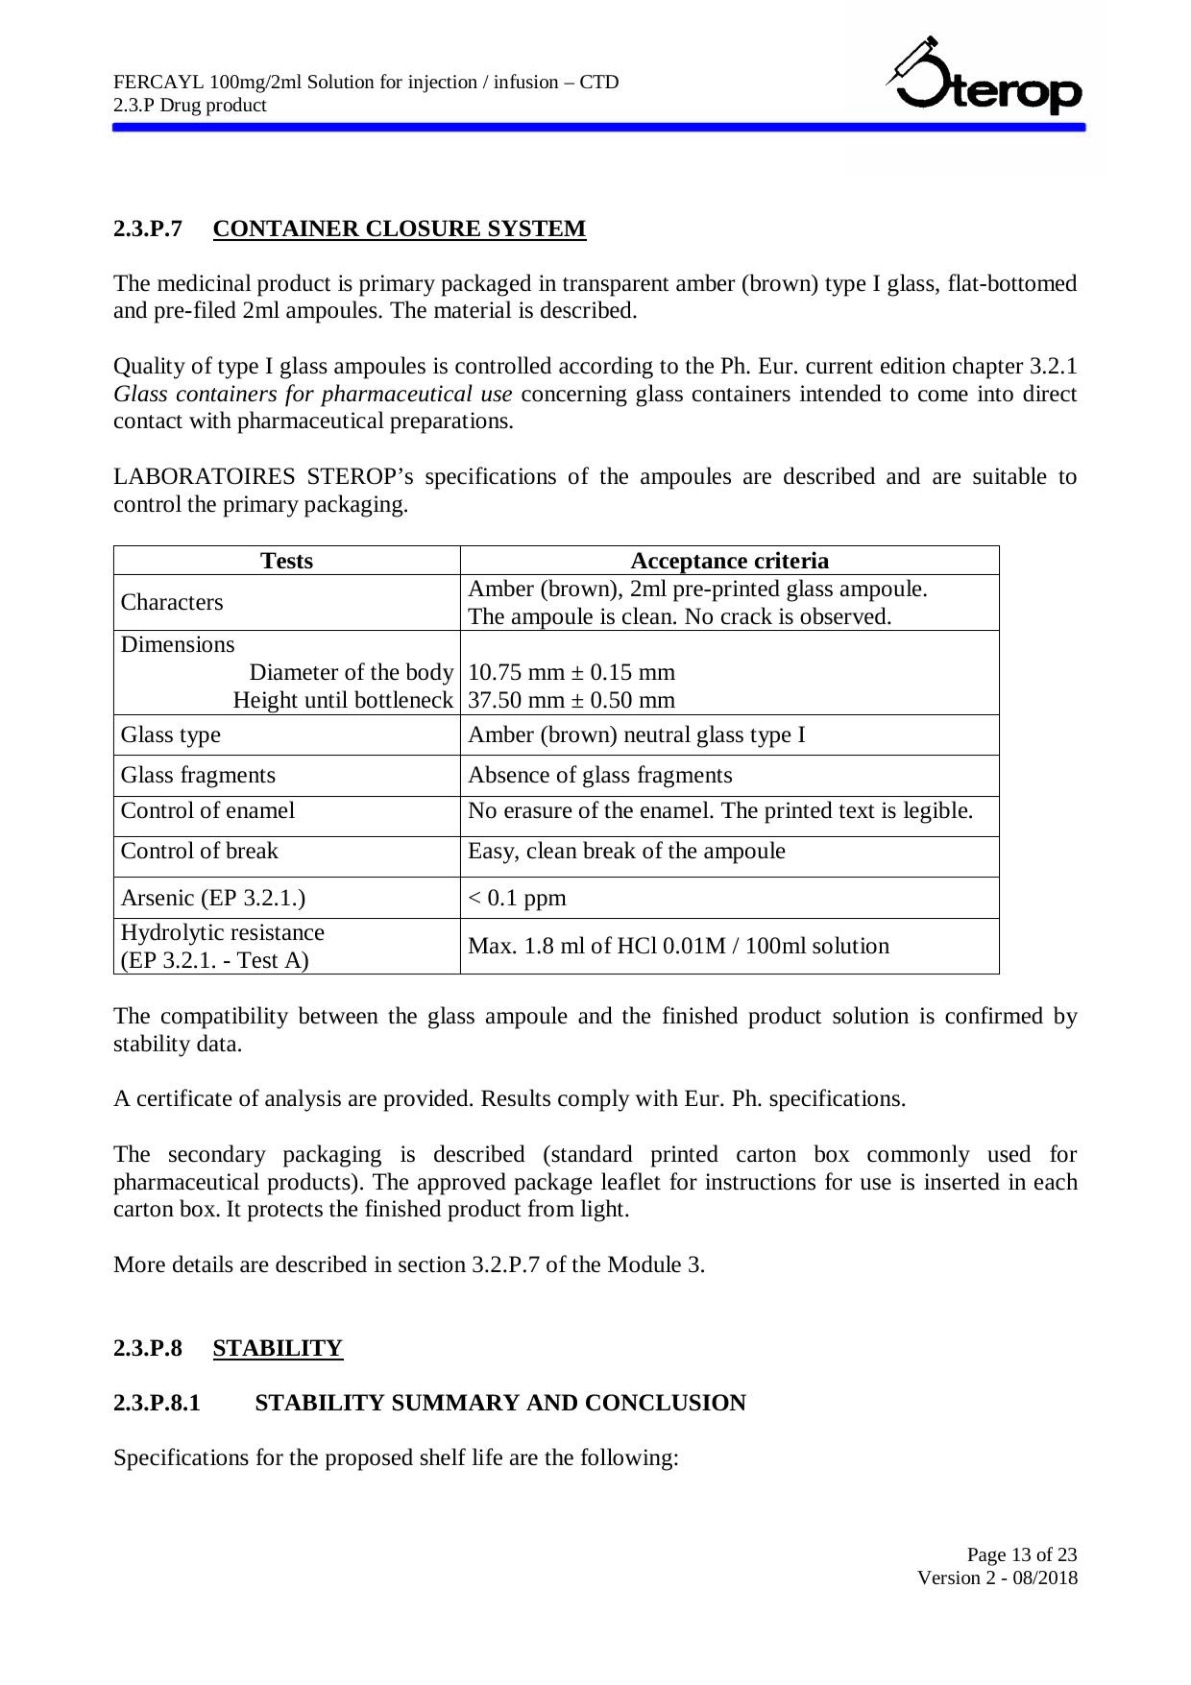 FERCAYL 100mg/2ml Solution for injection / infusion – CTD
2.3.P Drug product
Sterop
2.3.P.7 CONTAINER CLOSURE SYSTEM
The medicinal product is primary packaged in transparent amber (brown) type I glass, flat-bottomed
and pre-filed 2ml ampoules. The material is described.
Quality of type I glass ampoules is controlled according to the Ph. Eur. current edition chapter 3.2.1
Glass containers for pharmaceutical use concerning glass containers intended to come into direct
contact with pharmaceutical preparations.
LABORATOIRES STEROP’s specifications of the ampoules are described and are suitable to
control the primary packaging.
Tests Acceptance criteria
Characters
Amber (brown), 2ml pre-printed glass ampoule.
The ampoule is clean. No crack is observed.
Dimensions
Diameter of the body 10.75 mm ± 0.15 mm
Height until bottleneck 37.50 mm ± 0.50 mm
Glass type Amber (brown) neutral glass type I
Glass fragments Absence of glass fragments
Control of enamel No erasure of the enamel. The printed text is legible.
Control of break Easy, clean break of the ampoule
Arsenic (EP 3.2.1.) < 0.1 ppm
Hydrolytic resistance
(EP 3.2.1. - Test A)
Max. 1.8 ml of HCl 0.01M / 100ml solution
The compatibility between the glass ampoule and the finished product solution is confirmed by
stability data.
A certificate of analysis are provided. Results comply with Eur. Ph. specifications.
The secondary packaging is described (standard printed carton box commonly used for
pharmaceutical products). The approved package leaflet for instructions for use is inserted in each
carton box. It protects the finished product from light.
More details are described in section 3.2.P.7 of the Module 3.
2.3.P.8 STABILITY
2.3.P.8.1 STABILITY SUMMARY AND CONCLUSION
Specifications for the proposed shelf life are the following:
Page 13 of 23
Version 2 - 08/2018